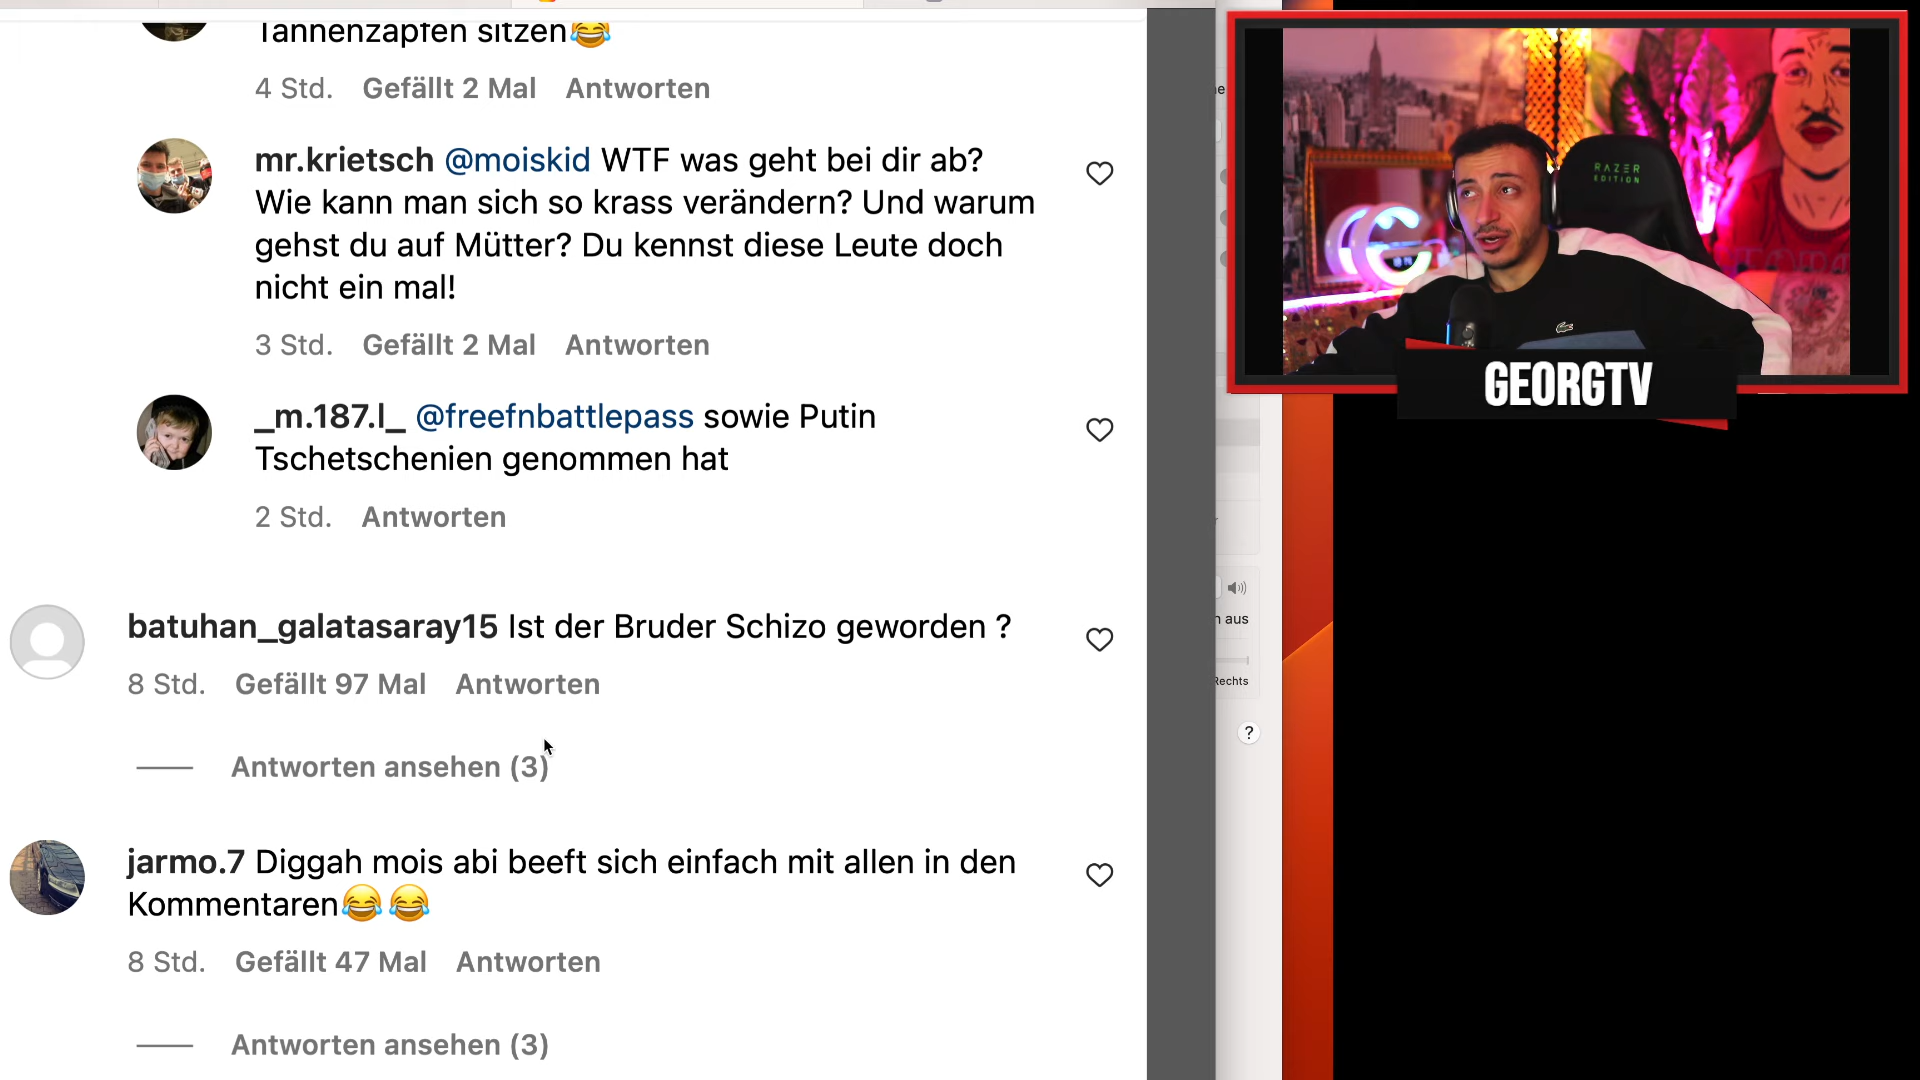 Tannenzapfen sitzen😂
4 Std. Gefällt 2 Mal Antworten
mr.krietsch @moiskid WTF was geht bei dir ab?
Wie kann man sich so krass verändern? Und warum
gehst du auf Mütter? Du kennst diese Leute doch
nicht ein mal!
3 Std. Gefällt 2 Mal Antworten
_m.187.l_ @freefnbattlepass sowie Putin
Tschetschenien genommen hat
2 Std. Antworten
batuhan_galatasaray15 Ist der Bruder Schizo geworden ?
8 Std. Gefällt 97 Mal Antworten
Antworten ansehen (3)
jarmo.7 Diggah mois abi beeft sich einfach mit allen in den
Kommentaren😂😂
8 Std. Gefällt 47 Mal Antworten
Antworten ansehen (3)
RAZER
EDITION
GEORGTV
aus
Rechts
?